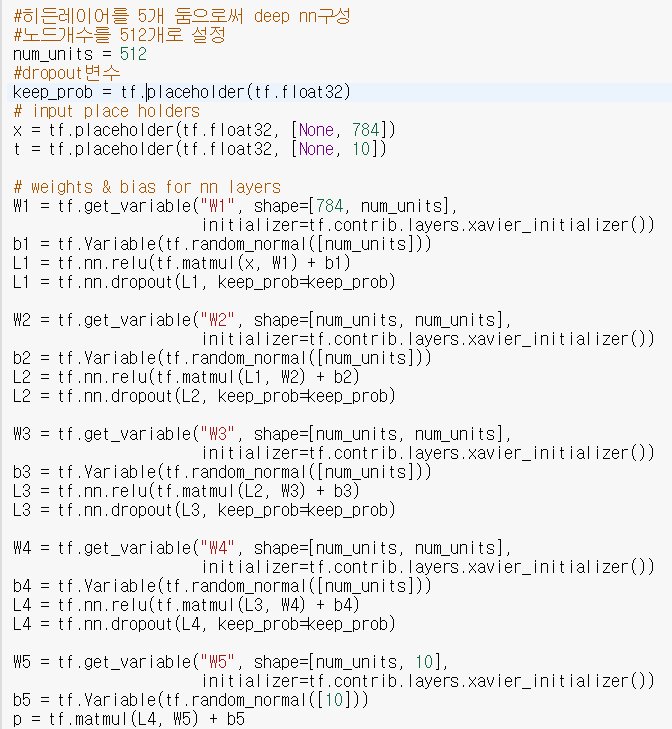 #히든레이어를 5개 둠으로써 deep nn구성
#노드개수를 512개로 설정
num_units = 512
#dropout변수
keep_prob = tf.placeholder(tf.float32)
# input place holders
x = tf.placeholder(tf.float32, [None, 784])
t = tf.placeholder(tf.float32, [None, 10])
# weights & bias for nn layers
W1 = tf.get_variable("W1", shape=[784, num_units],
initializer=tf.contrib.layers.xavier_initializer())
b1 = tf.Variable(tf.random_normal([num_units]))
L1 = tf.nn.relu(tf.matmul(x, W1) + b1)
L1 = tf.nn.dropout(L1, keep_prob=keep_prob)
W2 = tf.get_variable("W2", shape=[num_units, num_units],
initializer=tf.contrib.layers.xavier_initializer())
b2 = tf.Variable(tf.random_normal([num_units]))
L2 = tf.nn.relu(tf.matmul(L1, W2) + b2)
L2 = tf.nn.dropout(L2, keep_prob=keep_prob)
W3 = tf.get_variable("W3", shape=[num_units, num_units],
initializer=tf.contrib.layers.xavier_initializer())
b3 = tf.Variable(tf.random_normal([num_units]))
L3 = tf.nn.relu(tf.matmul(L2, W3) + b3)
L3 = tf.nn.dropout(L3, keep_prob=keep_prob)
W4 = tf.get_variable("W4", shape=[num_units, num_units],
initializer=tf.contrib.layers.xavier_initializer())
b4 = tf.Variable(tf.random_normal([num_units]))
L4 = tf.nn.relu(tf.matmul(L3, W4) + b4)
L4 = tf.nn.dropout(L4, keep_prob=keep_prob)
W5 = tf.get_variable("W5", shape=[num_units, 10],
initializer=tf.contrib.layers.xavier_initializer())
b5 = tf.Variable(tf.random_normal([10]))
p = tf.matmul(L4, W5) + b5